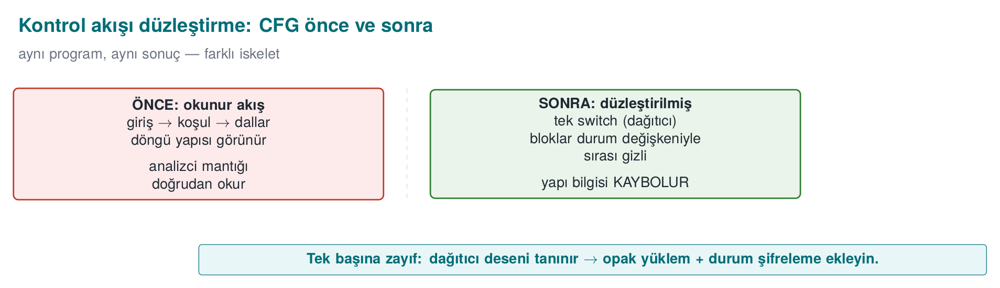 Kontrol akışı düzleştirme: CFG önce ve sonra
aynı program, aynı sonuç — farklı iskelet
ÖNCE: okunur akış
giriş → koşul → dallar
döngü yapısı görünür
analizci mantığı
doğrudan okur
SONRA: düzleştirilmiş
tek switch (dağıtıcı)
bloklar durum değişkeniyle
sırası gizli
yapı bilgisi KAYBOLUR
Tek başına zayıf: dağıtıcı deseni tanınır → opak yüklem + durum şifreleme ekleyin.